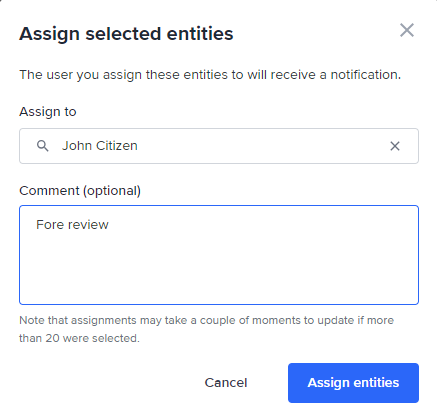 Assign selected entities
The user you assign these entities to will receive a notification.
Assign to
John Citizen
Comment (optional)
Fore review
Note that assignments may take a couple of moments to update if more
than 20 were selected.
Cancel Assign entities